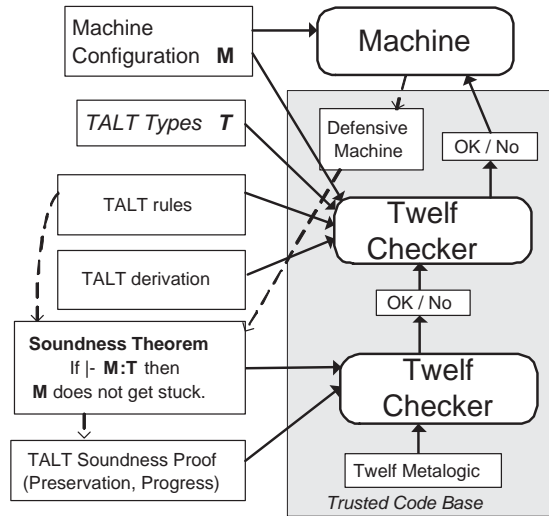 Machine
Configuration M
Machine
TALT Types T
Defensive
Machine
OK / No
TALT rules
Twelf
Checker
TALT derivation
OK / No
Soundness Theorem
If |- M:T then
M does not get stuck.
Twelf
Checker
TALT Soundness Proof
(Preservation, Progress)
Twelf Metalogic
Trusted Code Base